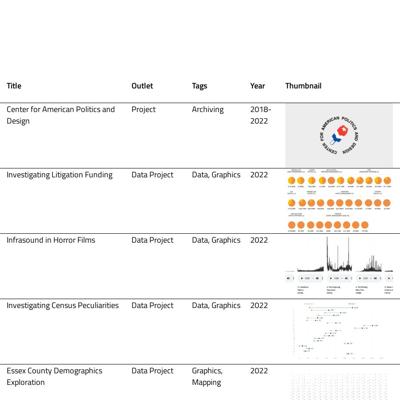 Title Outlet Tags Year Thumbnail
Center for American Politics and Design Project Archiving 2018-2022
CENTER FOR AMERICAN POLITICS AND DESIGN
Investigating Litigation Funding Data Project Data, Graphics 2022
Infrasound in Horror Films Data Project Data, Graphics 2022
Investigating Census Peculiarities Data Project Data, Graphics 2022
Essex County Demographics Exploration Data Project Graphics, Mapping 2022